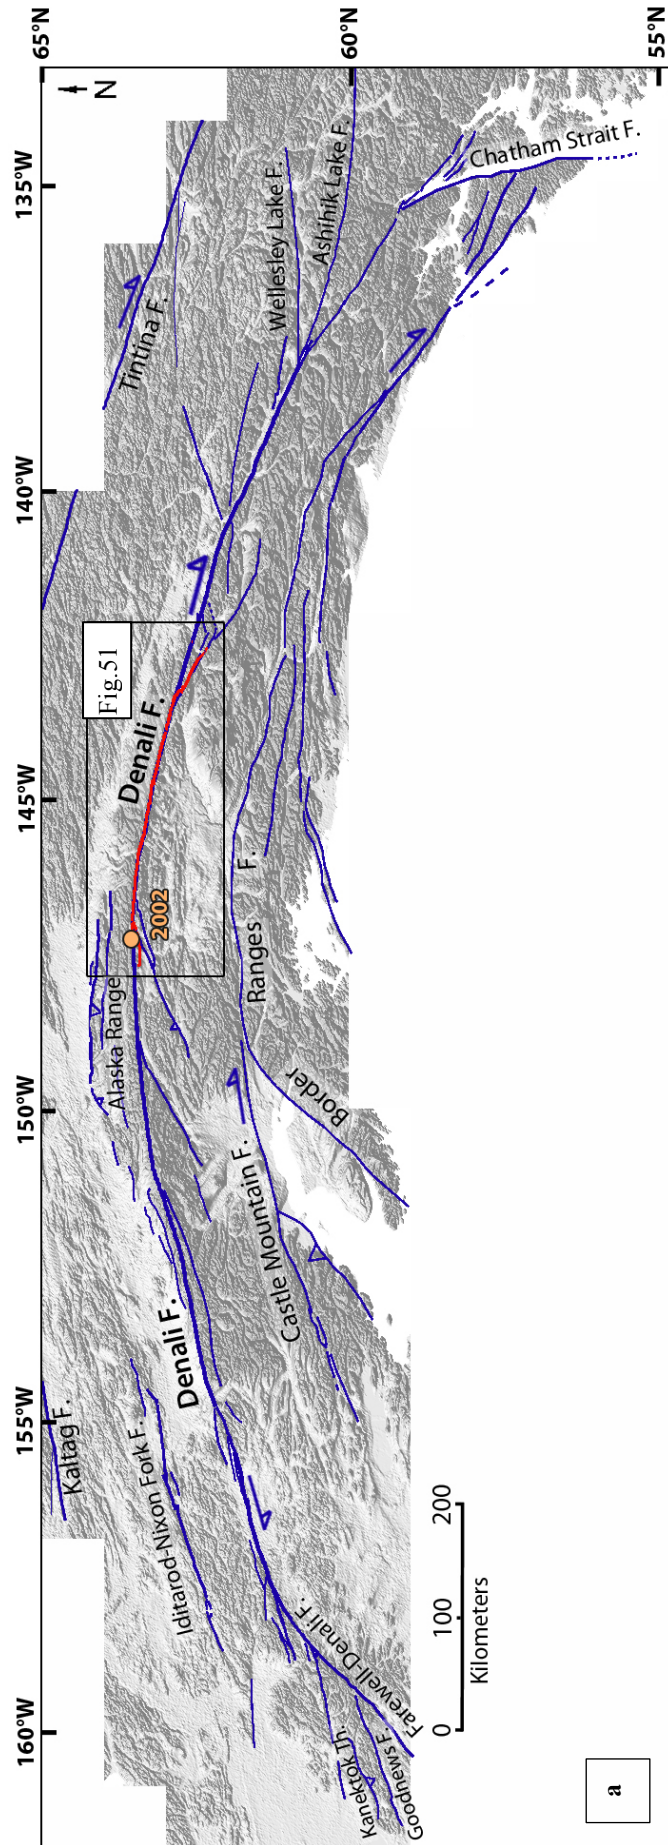 160°W
155°W
150°W
145°W
140°W
135°W
65°N
60°N
55°N
N
Kaltag F.
Iditarod-Nixon Fork F.
Denali F.
Alaska Range
2002
Denali F.
Fig.51
Tintina F.
Wellesley Lake F.
Ashihik Lake F.
Chatham Strait F.
Castle Mountain F.
Border
Ranges
F.
Farewell-Denali F.
Kanektok Th.
Goodnews F.
0 100 200
Kilometers
a